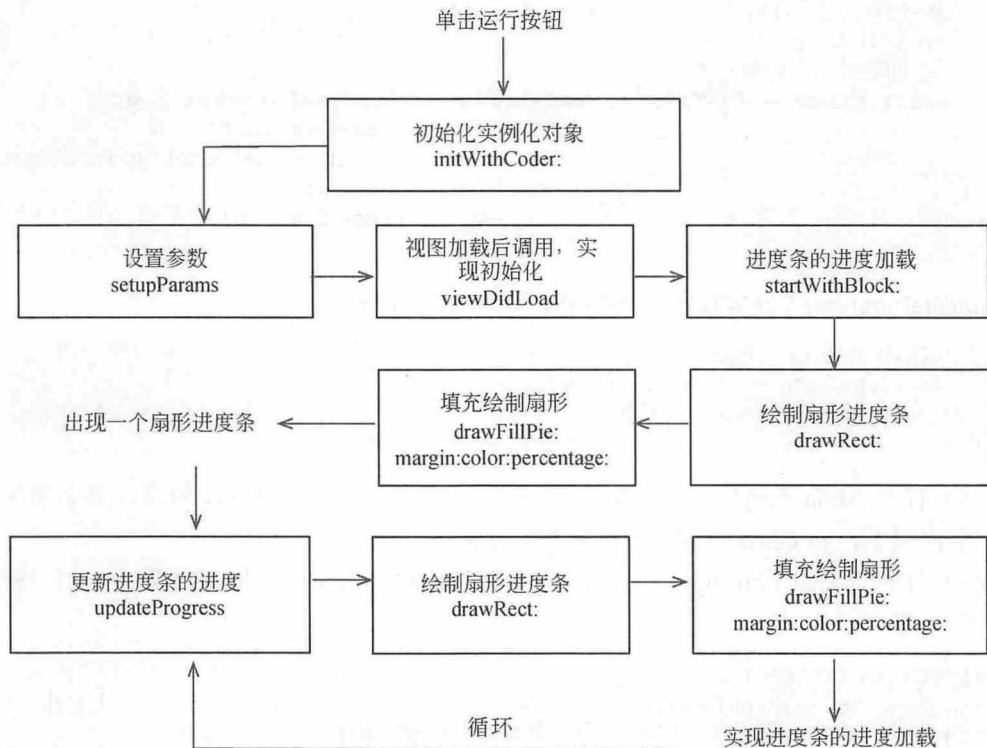 单击运行按钮
初始化实例化对象
initWithCoder:
设置参数
setupParams
视图加载后调用，实
现初始化
viewDidLoad
进度条的进度加载
startWithBlock:
绘制扇形进度条
drawRect:
填充绘制扇形
drawFillPie:
margin:color:percentage:
出现一个扇形进度条
更新进度条的进度
updateProgress
绘制扇形进度条
drawRect:
填充绘制扇形
drawFillPie:
margin:color:percentage:
实现进度条的进度加载
循环